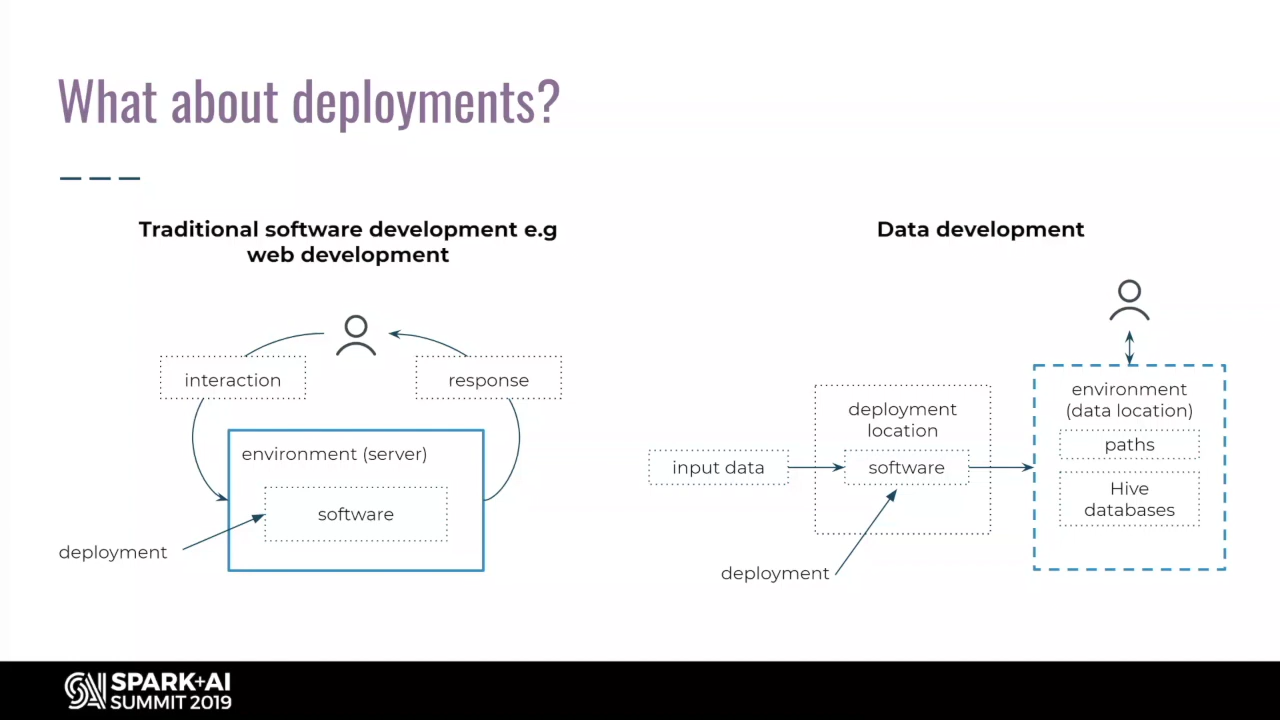 What about deployments?
Traditional software development e.g
web development
interaction
response
environment (server)
software
deployment
Data development
input data
deployment
location
software
deployment
environment
(data location)
paths
Hive
databases
SPARK+AI
SUMMIT 2019